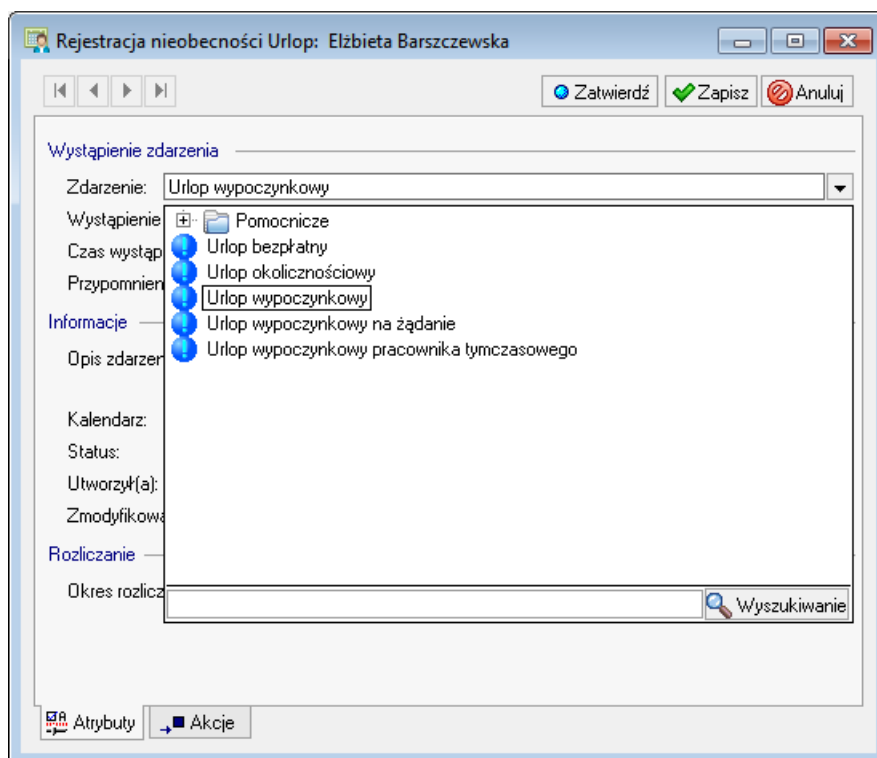 Rejestracja nieobecności Urlop: Elżbieta Barszczewska
Zatwierdź Zapisz Anuluj
Wystąpienie zdarzenia
Zdarzenie: Urlop wypoczynkowy
Wystąpienie
Pomocnicze
Czas wystąp
Urlop bezpłatny
Przypomnien
Urlop okolicznościowy
Urlop wypoczynkowy
Informacje
Urlop wypoczynkowy na żądanie
Opis zdarzen
Urlop wypoczynkowy pracownika tymczasowego
Kalendarz:
Status:
Utworzył(a):
Zmodyfikowa
Rozliczanie
Okres rozlicz
Wyszukiwanie
Atrybuty Akcje